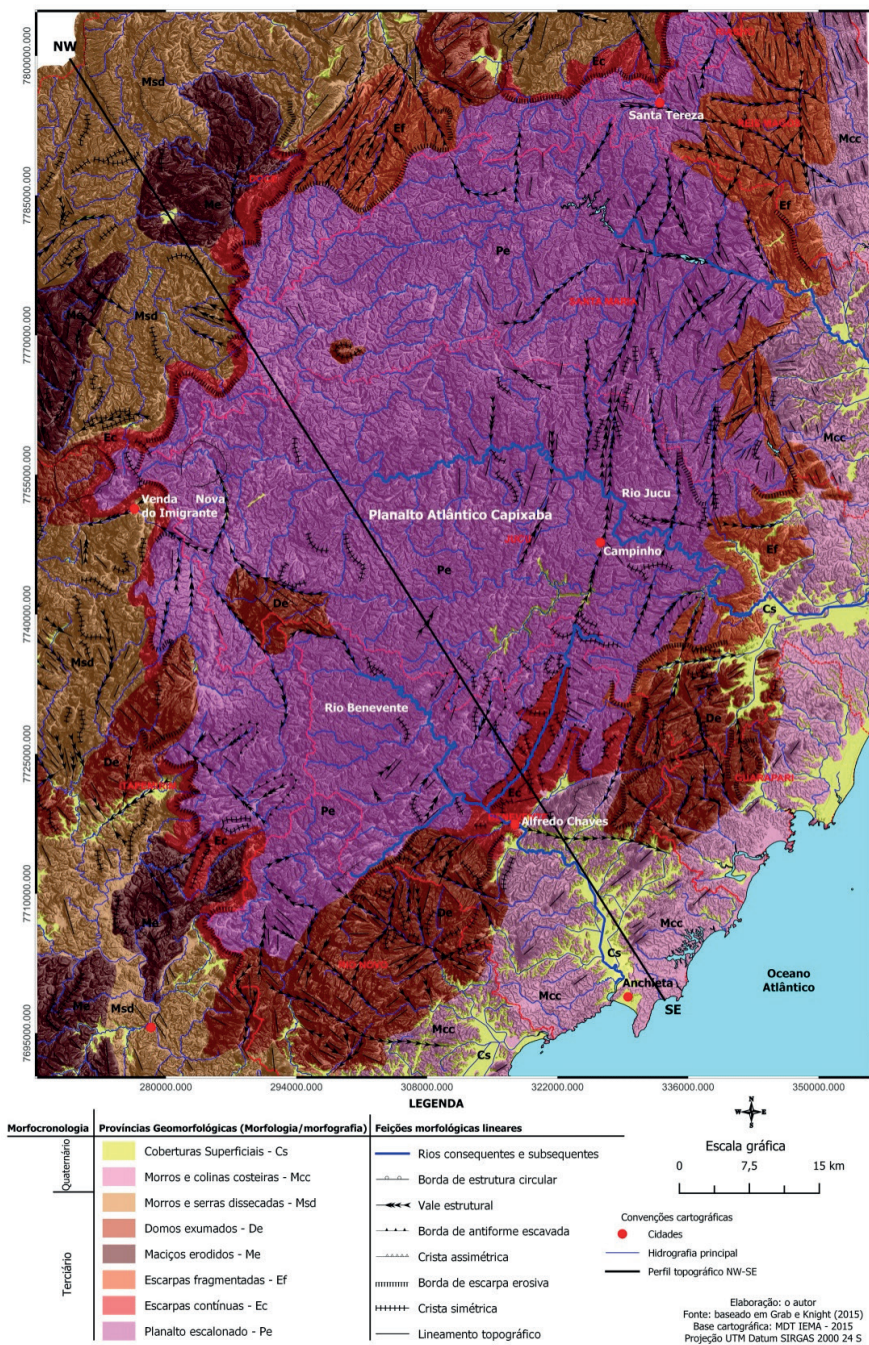 NW
Msd
Ec
Santa Tereza
Ef
Mcc
Me
Ef
Pe
SANTA MARIA
Me
Msd
Mcc
Ec
Venda Nova
do Imigrante
Rio Jucu
Planalto Atlântico Capixaba
Campinho
Ef
Pe
De
Cs
Msd
Rio Benevente
De
De
GUARAPARI
Pe
Alfredo Chaves
Ec
De
Mcc
Cs
Anchieta
Oceano
Atlântico
Me
Msd
Mcc
SE
Mcc
Cs
7800000.000
7785000.000
7770000.000
7755000.000
7740000.000
7725000.000
7710000.000
7695000.000
280000.000
294000.000
308000.000
322000.000
336000.000
350000.000
LEGENDA
Morfocronologia
Províncias Geomorfológicas (Morfologia/morfografia)
Feições morfológicas lineares
Quaternário
Terciário
Coberturas Superficiais - Cs
Morros e colinas costeiras - Mcc
Morros e serras dissecadas - Msd
Domos exumados - De
Maciços erodidos - Me
Escarpas fragmentadas - Ef
Escarpas contínuas - Ec
Planalto escalonado - Pe
Rios consequentes e subsequentes
Borda de estrutura circular
Vale estrutural
Borda de antiforme escavada
Crista assimétrica
Borda de escarpa erosiva
Crista simétrica
Lineamento topográfico
N
W E
S
Escala gráfica
0 7,5 15 km
Convenções cartográficas
Cidades
Hidrografia principal
Perfil topográfico NW-SE
Elaboração: o autor
Fonte: baseado em Grab e Knight (2015)
Base cartográfica: MDT IEMA - 2015
Projeção UTM Datum SIRGAS 2000 24 S